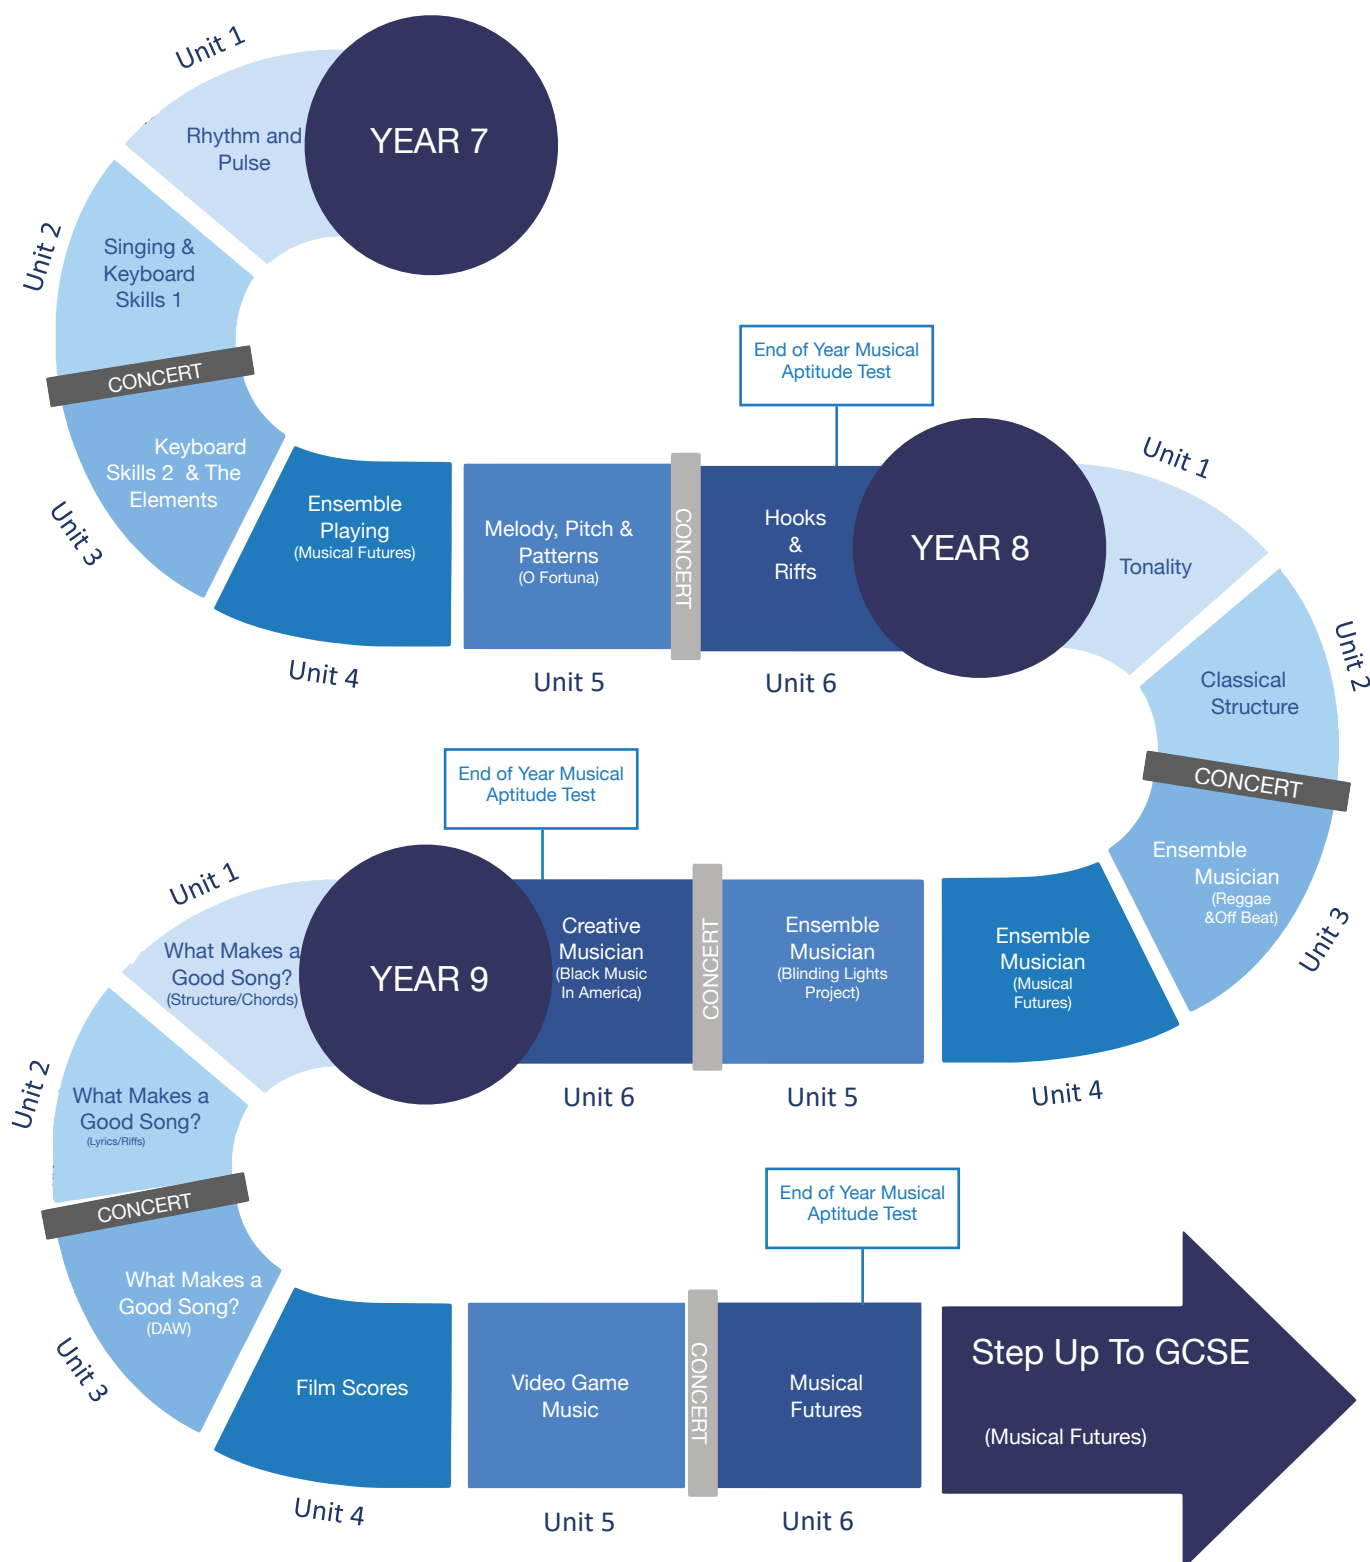 YEAR 7
Unit 1
Rhythm and
Pulse
Unit 2
Singing &
Keyboard
Skills 1
CONCERT
Unit 3
Keyboard
Skills 2 & The
Elements
Unit 4
Ensemble
Playing
(Musical Futures)
Unit 5
Melody, Pitch &
Patterns
(O Fortuna)
CONCERT
Unit 6
Hooks
&
Riffs
End of Year Musical
Aptitude Test
YEAR 8
Unit 1
Tonality
Unit 2
Classical
Structure
CONCERT
Unit 3
Ensemble
Musician
(Reggae
&Off Beat)
Unit 4
Ensemble
Musician
(Musical
Futures)
Unit 5
Ensemble
Musician
(Blinding Lights
Project)
CONCERT
Unit 6
Creative
Musician
(Black Music
In America)
End of Year Musical
Aptitude Test
YEAR 9
Unit 1
What Makes a
Good Song?
(Structure/Chords)
Unit 2
What Makes a
Good Song?
(Lyrics/Riffs)
CONCERT
Unit 3
What Makes a
Good Song?
(DAW)
Unit 4
Film Scores
Unit 5
Video Game
Music
CONCERT
Unit 6
Musical
Futures
End of Year Musical
Aptitude Test
Step Up To GCSE
(Musical Futures)